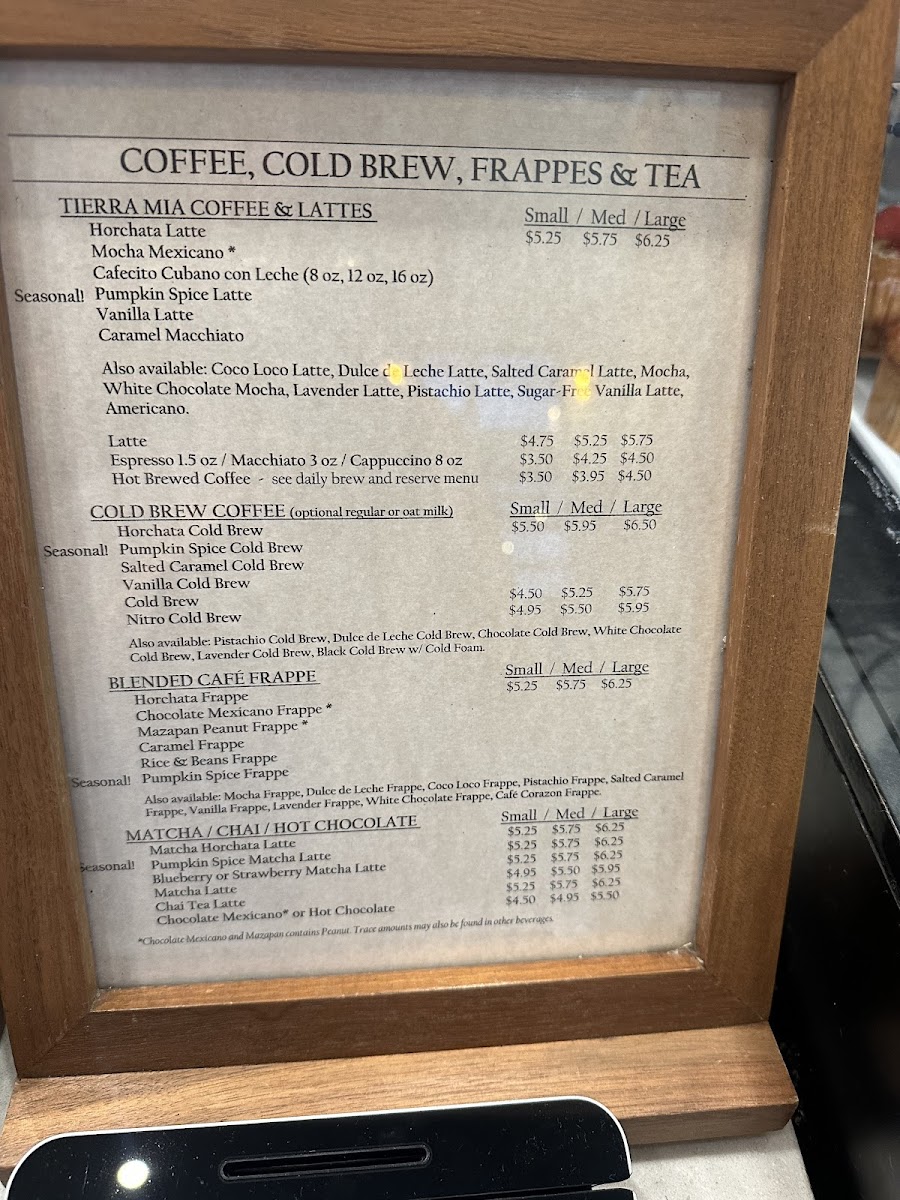 COFFEE, COLD BREW, FRAPPES & TEA
TIERRA MIA COFFEE & LATTES Small / Med / Large
Horchata Latte $5.25 $5.75 $6.25
Mocha Mexicano *
Cafecito Cubano con Leche (8 oz, 12 oz, 16 oz)
Seasonal! Pumpkin Spice Latte
Vanilla Latte
Caramel Macchiato
Also available: Coco Loco Latte, Dulce de Leche Latte, Salted Caramel Latte, Mocha,
White Chocolate Mocha, Lavender Latte, Pistachio Latte, Sugar-Free Vanilla Latte,
Americano.
Latte $4.75 $5.25 $5.75
Espresso 1.5 oz / Macchiato 3 oz / Cappuccino 8 oz $3.50 $4.25 $4.50
Hot Brewed Coffee - see daily brew and reserve menu $3.50 $3.95 $4.50
COLD BREW COFFEE (optional regular or oat milk) Small / Med / Large
Horchata Cold Brew $5.50 $5.95 $6.50
Seasonal! Pumpkin Spice Cold Brew
Salted Caramel Cold Brew
Vanilla Cold Brew
Cold Brew $4.50 $5.25 $5.75
Nitro Cold Brew $4.95 $5.50 $5.95
Also available: Pistachio Cold Brew, Dulce de Leche Cold Brew, Chocolate Cold Brew, White Chocolate
Cold Brew, Lavender Cold Brew, Black Cold Brew w/ Cold Foam.
BLENDED CAFÉ FRAPPE Small / Med / Large
Horchata Frappe $5.25 $5.75 $6.25
Chocolate Mexicano Frappe *
Mazapan Peanut Frappe *
Caramel Frappe
Rice & Beans Frappe
Seasonal! Pumpkin Spice Frappe
Also available: Mocha Frappe, Dulce de Leche Frappe, Coco Loco Frappe, Pistachio Frappe, Salted Caramel
Frappe, Vanilla Frappe, Lavender Frappe, White Chocolate Frappe, Café Corazon Frappe.
MATCHA / CHAI / HOT CHOCOLATE Small / Med / Large
Matcha Horchata Latte $5.25 $5.75 $6.25
Seasonal! Pumpkin Spice Matcha Latte $5.25 $5.75 $6.25
Blueberry or Strawberry Matcha Latte $5.25 $5.75 $6.25
Matcha Latte $4.95 $5.50 $5.95
Chai Tea Latte $5.25 $5.75 $6.25
Chocolate Mexicano* or Hot Chocolate $4.50 $4.95 $5.50
*Chocolate Mexicano and Mazapan contains Peanut. Trace amounts may also be found in other beverages.